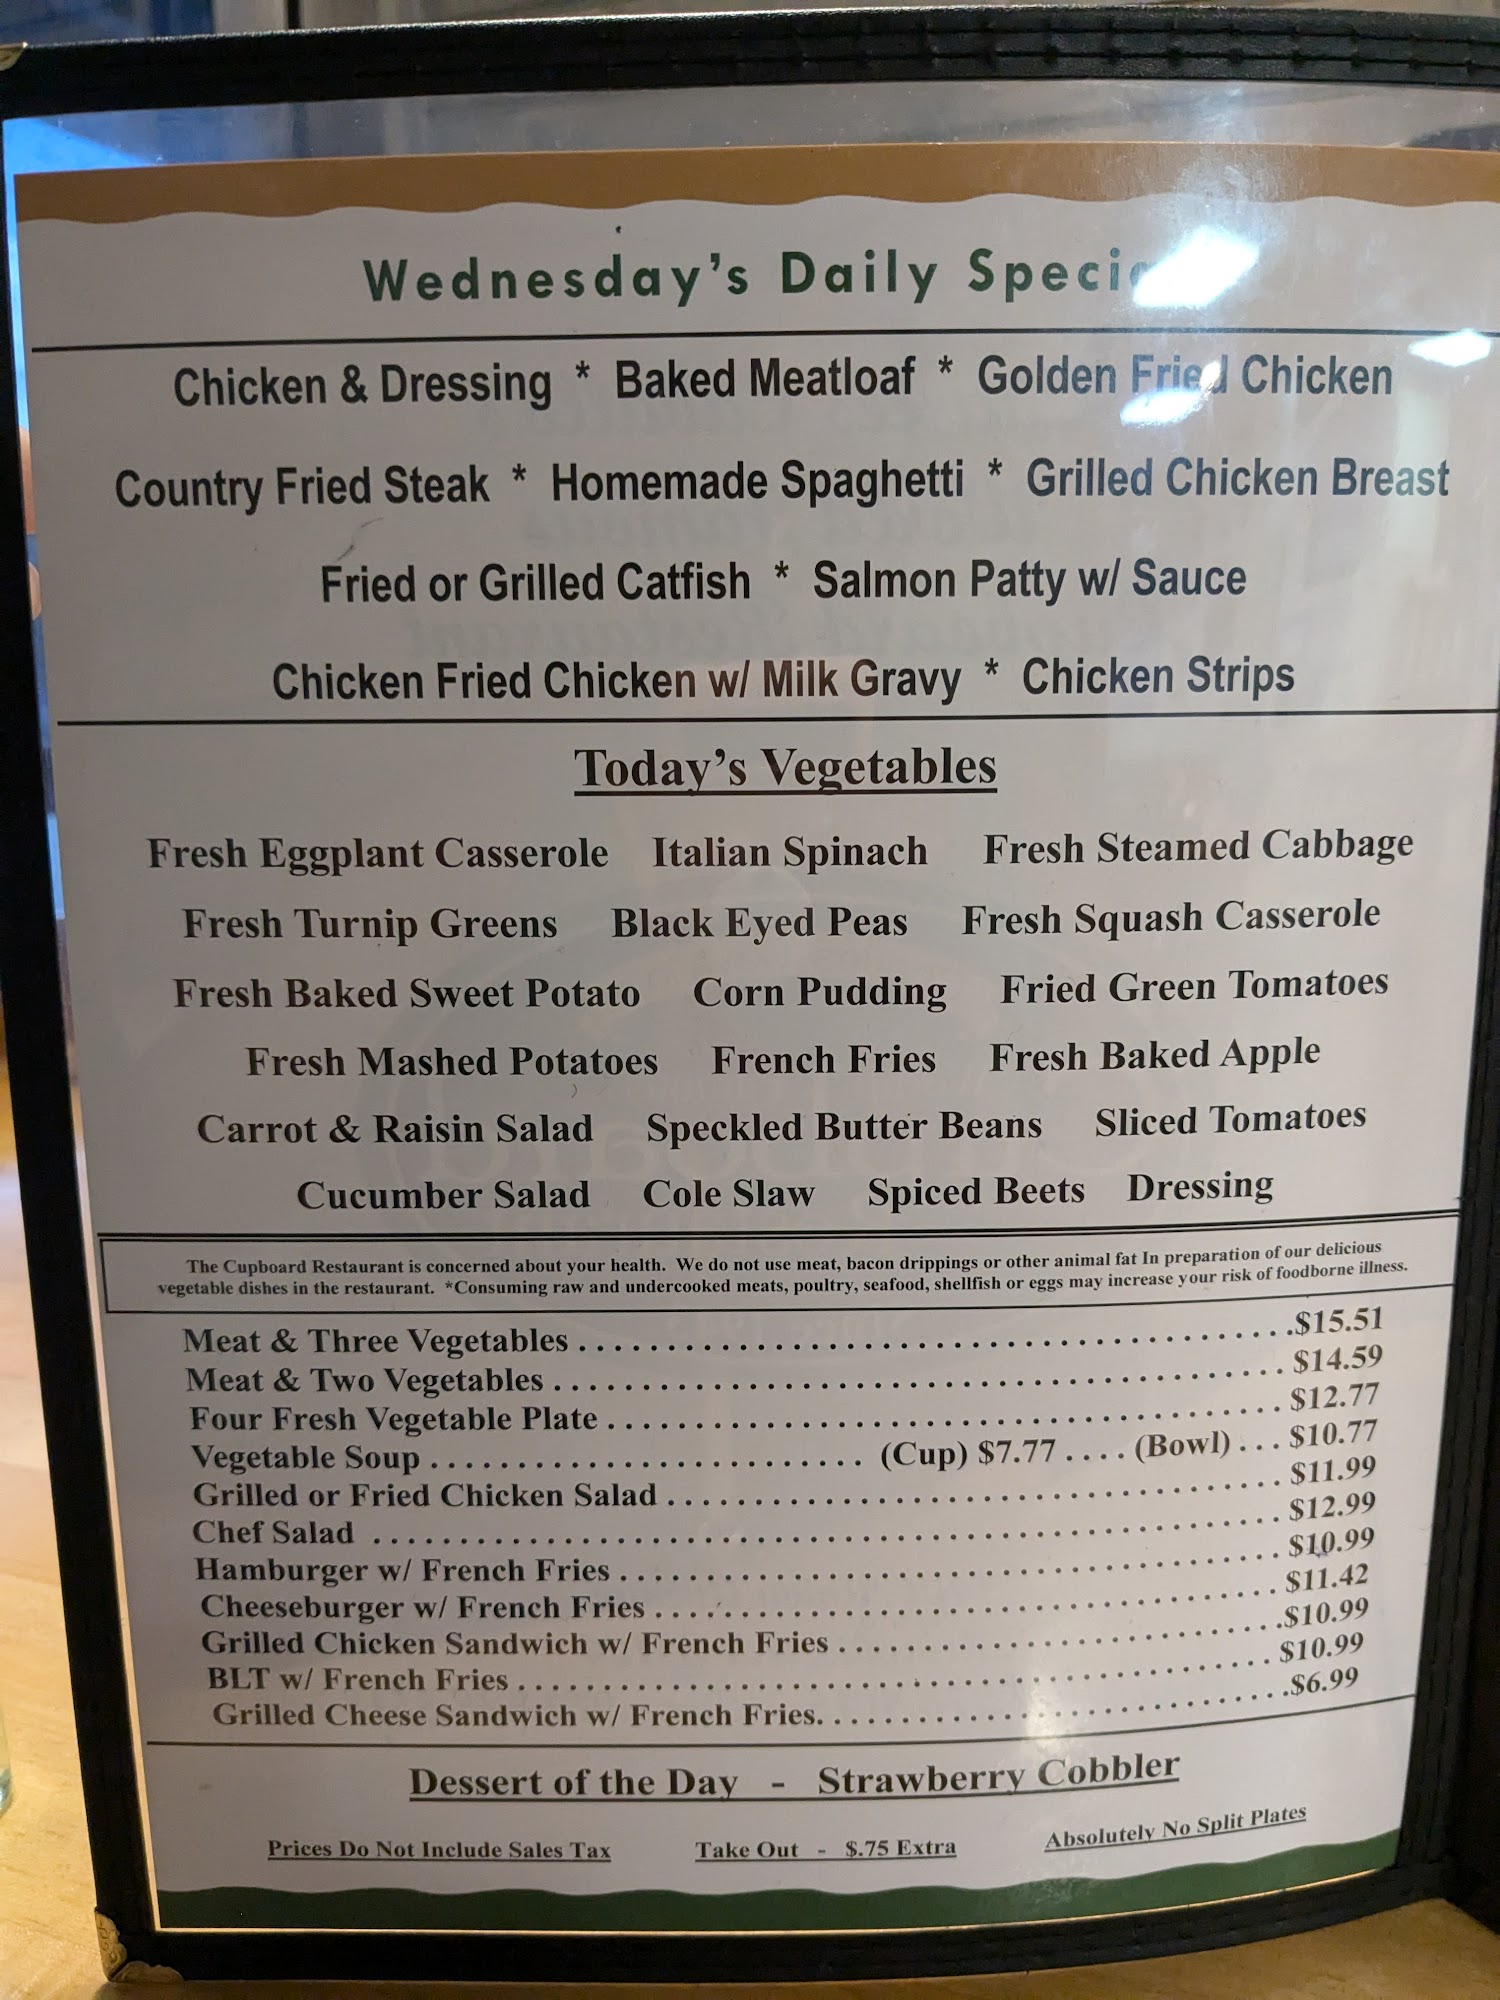 Wednesday's Daily
Chicken & Dressing * Baked Meatloaf * Golden Fried Chicken
Country Fried Steak * Homemade Spaghetti * Grilled Chicken Breast
Fried or Grilled Catfish * Salmon Patty w/ Sauce
Chicken Fried Chicken w/ Milk Gravy * Chicken Strips
Today's Vegetables
Fresh Eggplant Casserole Italian Spinach Fresh Steamed Cabbage
Fresh Turnip Greens Black Eyed Peas Fresh Squash Casserole
Fresh Baked Sweet Potato Corn Pudding Fried Green Tomatoes
Fresh Mashed Potatoes French Fries Fresh Baked Apple
Carrot & Raisin Salad Speckled Butter Beans Sliced Tomatoes
Cucumber Salad Cole Slaw Spiced Beets Dressing
The Cupboard Restaurant is concerned about your health. We do not use meat, bacon drippings or other animal fat In preparation of our delicious
vegetable dishes in the restaurant. *Consuming raw and undercooked meats, poultry, seafood, shellfish or eggs may increase your risk of foodborne illness.
Meat & Three Vegetables . . . . . $15.51
Meat & Two Vegetables . . . . . $14.59
Four Fresh Vegetable Plate . . . . . $12.77
Vegetable Soup . . . . . (Cup) $7.77 . . . . (Bowl) . . . $10.77
Grilled or Fried Chicken Salad . . . . . $11.99
Chef Salad . . . . . $12.99
Hamburger w/ French Fries . . . . . $10.99
Cheeseburger w/ French Fries . . . . . $11.42
Grilled Chicken Sandwich w/ French Fries . . . . . $10.99
BLT w/ French Fries . . . . . $10.99
Grilled Cheese Sandwich w/ French Fries. . . . . . $6.99
Dessert of the Day - Strawberry Cobbler
Prices Do Not Include Sales Tax Take Out - $.75 Extra Absolutely No Split Plates